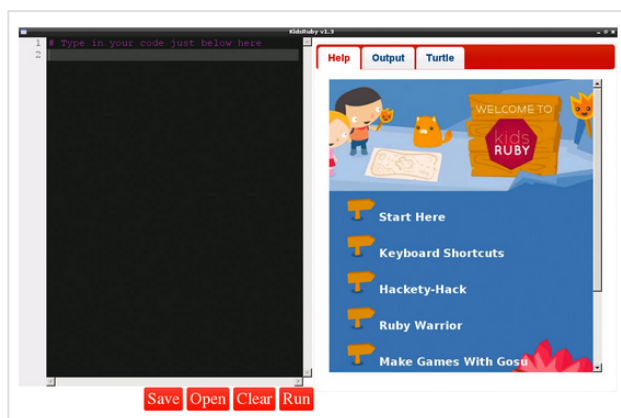 KidsRuby v1.3
1 # Type in your code just below here
2
Help Output Turtle
WELCOME TO
kids
RUBY
Start Here
Keyboard Shortcuts
Hackety-Hack
Ruby Warrior
Make Games With Gosu
Save Open Clear Run